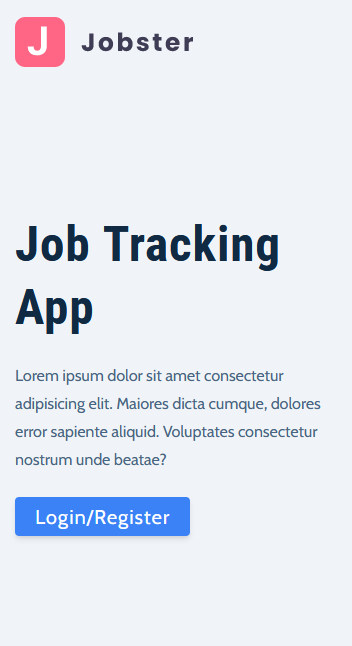 J Jobster
Job Tracking
App
Lorem ipsum dolor sit amet consectetur
adipisicing elit. Maiores dicta cumque, dolores
error sapiente aliquid. Voluptates consectetur
nostrum unde beatae?
Login/Register